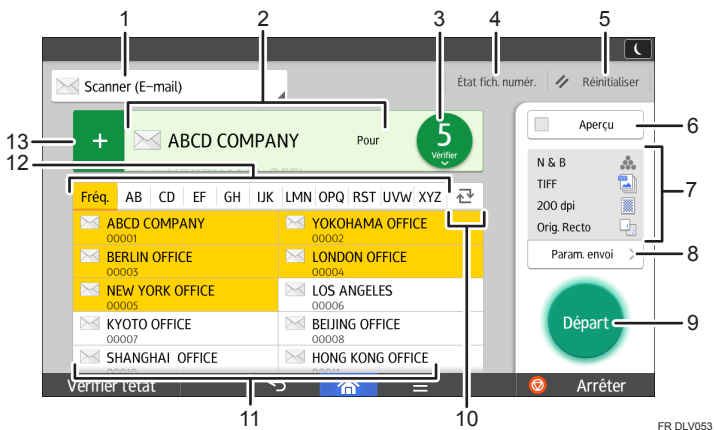 1
2
3
4
5
Scanner (E-mail)
État fich. numér.
Réinitialiser
13
+
ABCD COMPANY
Pour
5
Vérifier
Aperçu
6
12
Fréq. AB CD EF GH IJK LMN OPQ RST UVW XYZ
N & B
TIFF
200 dpi
Orig. Recto
7
ABCD COMPANY
00001
YOKOHAMA OFFICE
00002
BERLIN OFFICE
00003
LONDON OFFICE
00004
Param. envoi
8
NEW YORK OFFICE
00005
LOS ANGELES
00006
KYOTO OFFICE
00007
BEIJING OFFICE
00008
Départ
9
SHANGHAI OFFICE
HONG KONG OFFICE
Vérifier l'état
Arrêter
11
10
FR DLV053